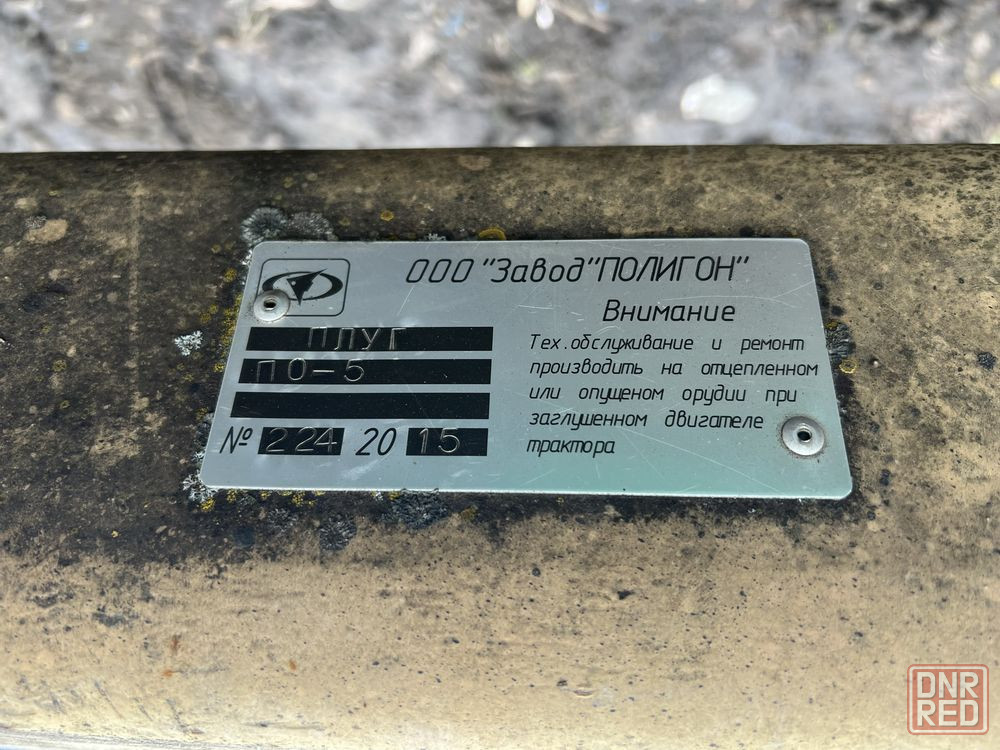 ООО "Завод "ПОЛИГОН"
ПЛУГ
ПО-5
№ 224 20 15
Внимание
Тех.обслуживание и ремонт
производить на отцепленном
или опущеном орудии при
заглушенном двигателе
трактора
DNR
RED